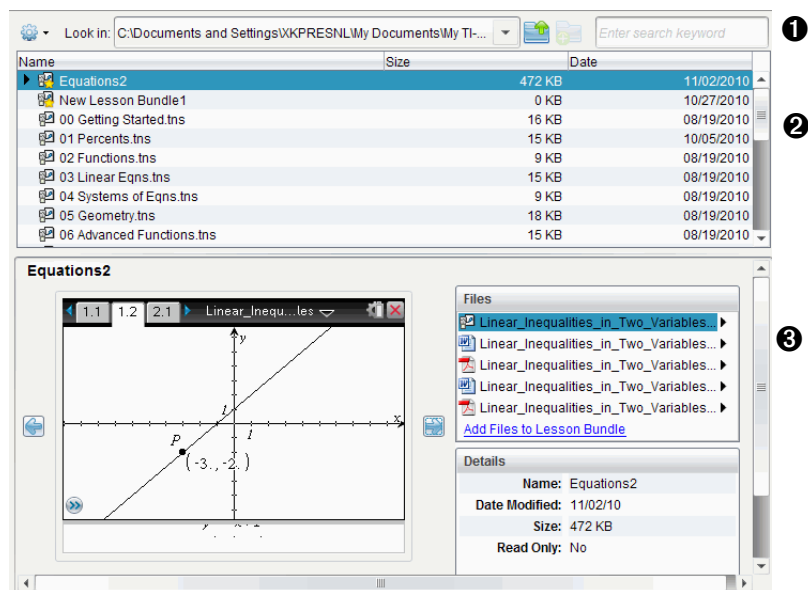 Look in: C:\Documents and Settings\XKPRESNL\My Documents\My TI-... Enter search keyword ❶
Name Size Date
Equations2 472 KB 11/02/2010
New Lesson Bundle1 0 KB 10/27/2010
00 Getting Started.tns 16 KB 08/19/2010
❷
01 Percents.tns 15 KB 10/05/2010
02 Functions.tns 9 KB 08/19/2010
03 Linear Eqns.tns 15 KB 08/19/2010
04 Systems of Eqns.tns 9 KB 08/19/2010
05 Geometry.tns 18 KB 08/19/2010
06 Advanced Functions.tns 15 KB 08/19/2010
Equations2
1.1 1.2 2.1 Linear_Inequ...les
y
1
x
P
1
(-3.,-2.)
Files
Linear_Inequalities_in_Two_Variables...
❸
Linear_Inequalities_in_Two_Variables...
Linear_Inequalities_in_Two_Variables...
Linear_Inequalities_in_Two_Variables...
Linear_Inequalities_in_Two_Variables...
Add Files to Lesson Bundle
Details
Name: Equations2
Date Modified: 11/02/10
Size: 472 KB
Read Only: No